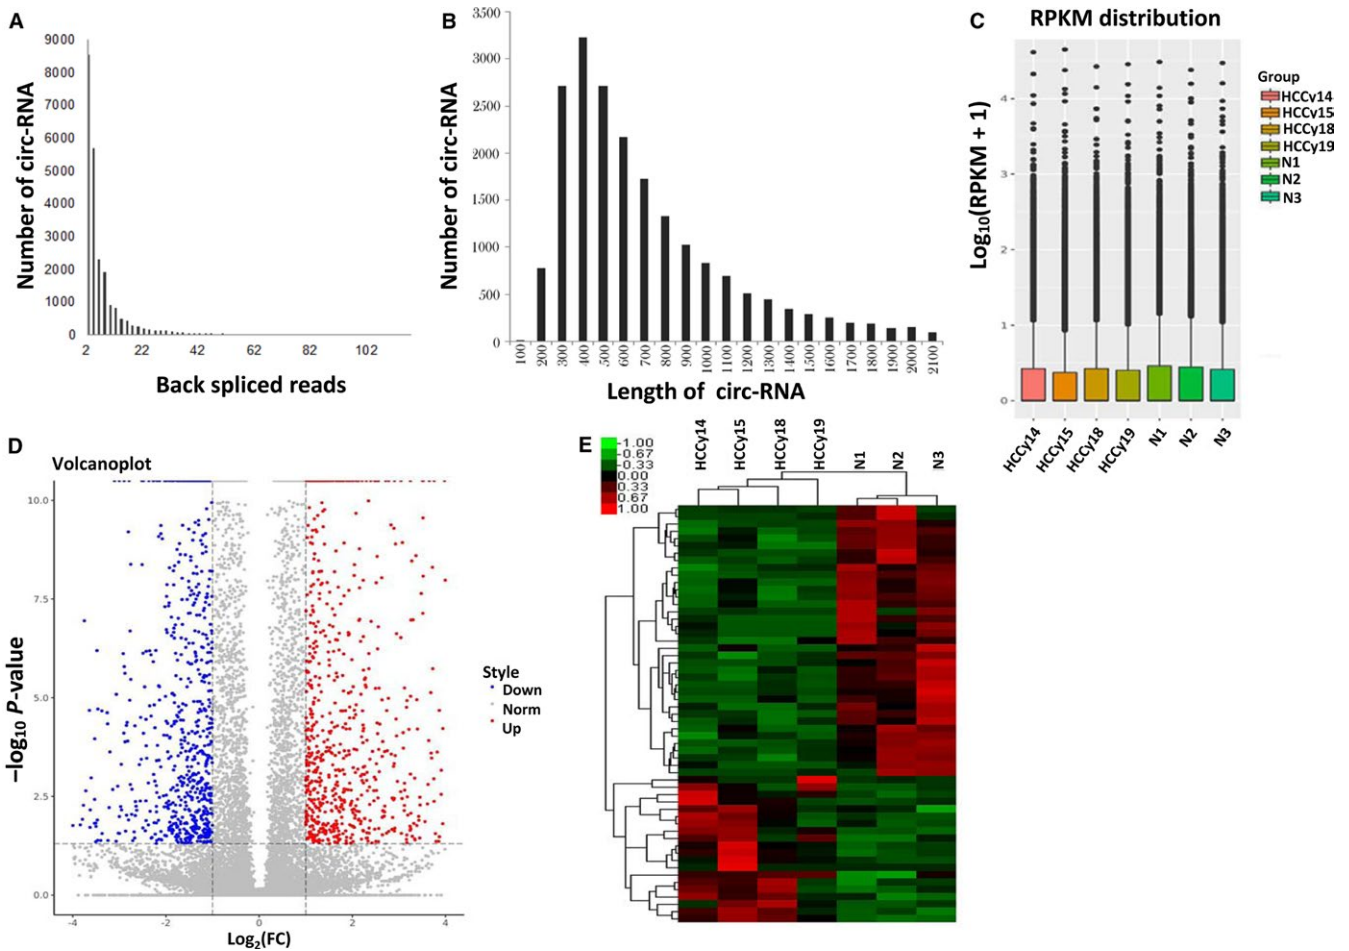 A
9000
8000
7000
6000
5000
4000
3000
2000
1000
0
Number of circ-RNA
2 22 42 62 82 102
Back spliced reads
B
3500
3000
2500
2000
1500
1000
500
0
Number of circ-RNA
100 200 300 400 500 600 700 800 900 1000 1100 1200 1300 1400 1500 1600 1700 1800 1900 2000 2100
Length of circ-RNA
C
RPKM distribution
Log10(RPKM + 1)
4
3
2
1
0
HCCy14 HCCy15 HCCy18 HCCy19 N1 N2 N3
Group
HCCy14
HCCy15
HCCy18
HCCy19
N1
N2
N3
D
Volcanoplot
10.0
7.5
5.0
2.5
0.0
−log10 P-value
-4 -2 0 2 4
Log2(FC)
Style
Down
Norm
Up
E
-1.00
-0.67
-0.33
0.00
0.33
0.67
1.00
HCCy14 HCCy15 HCCy18 HCCy19 N1 N2 N3